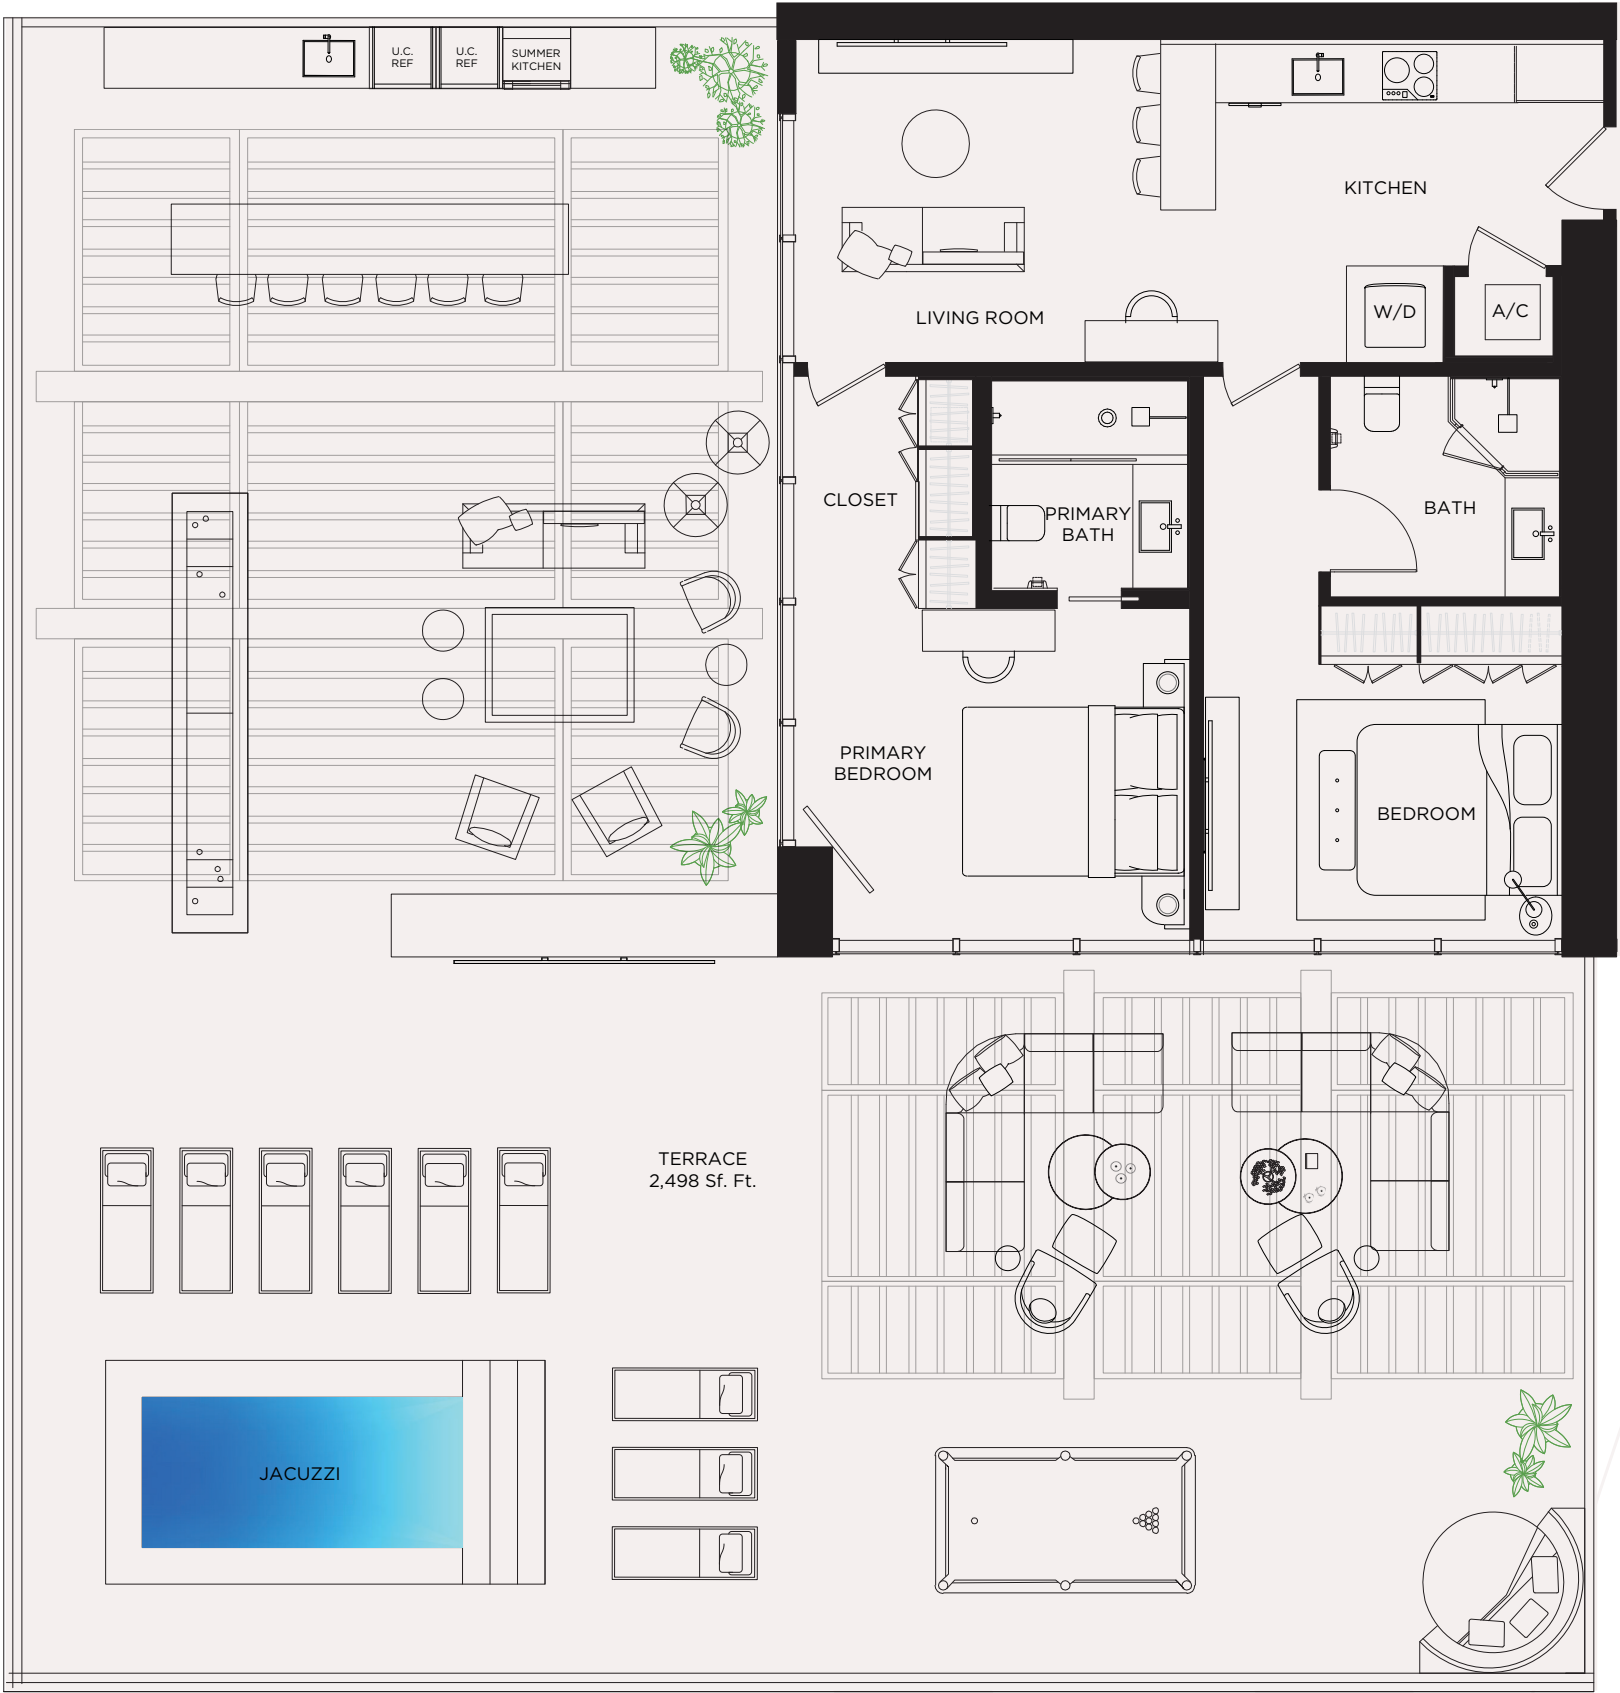 U.C.
REF
U.C.
REF
SUMMER
KITCHEN
KITCHEN
LIVING ROOM
W/D
A/C
CLOSET
PRIMARY
BATH
BATH
PRIMARY
BEDROOM
BEDROOM
TERRACE
2,498 Sf. Ft.
JACUZZI